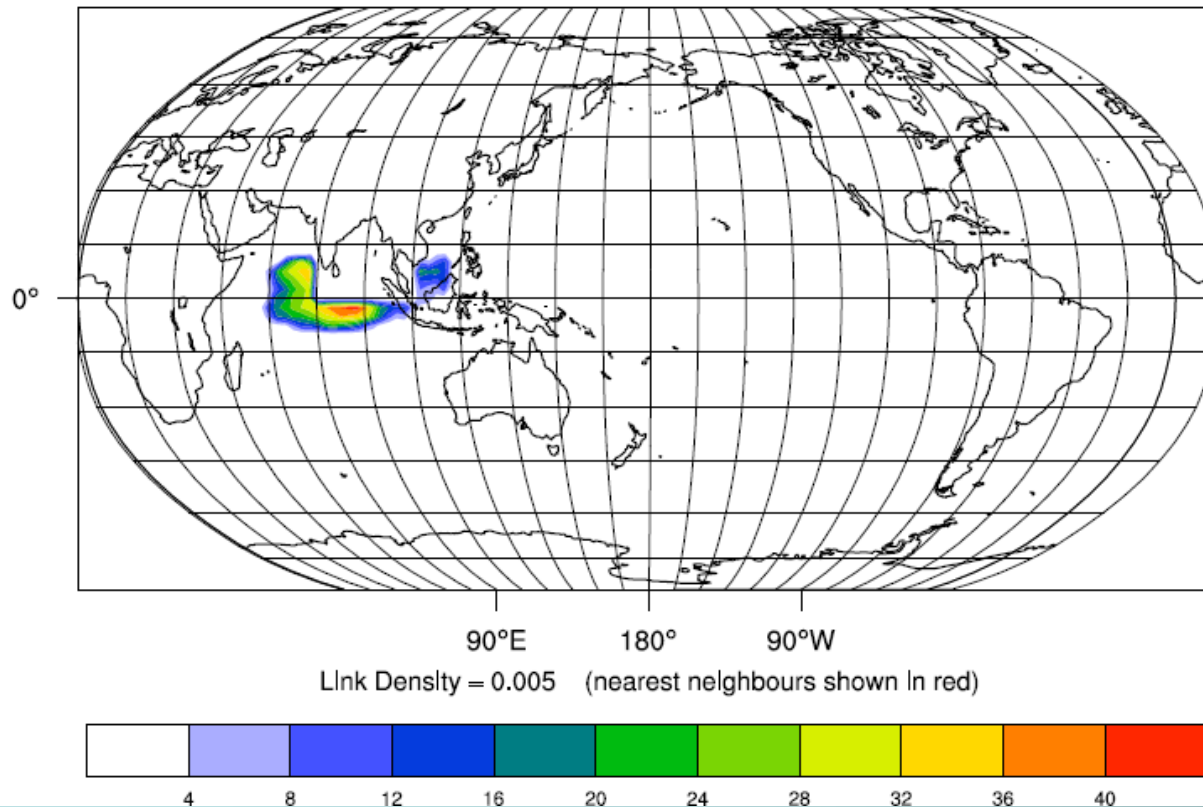 0°
90°E 180° 90°W
Link Density = 0.005 (nearest neighbours shown in red)
4 8 12 16 20 24 28 32 36 40